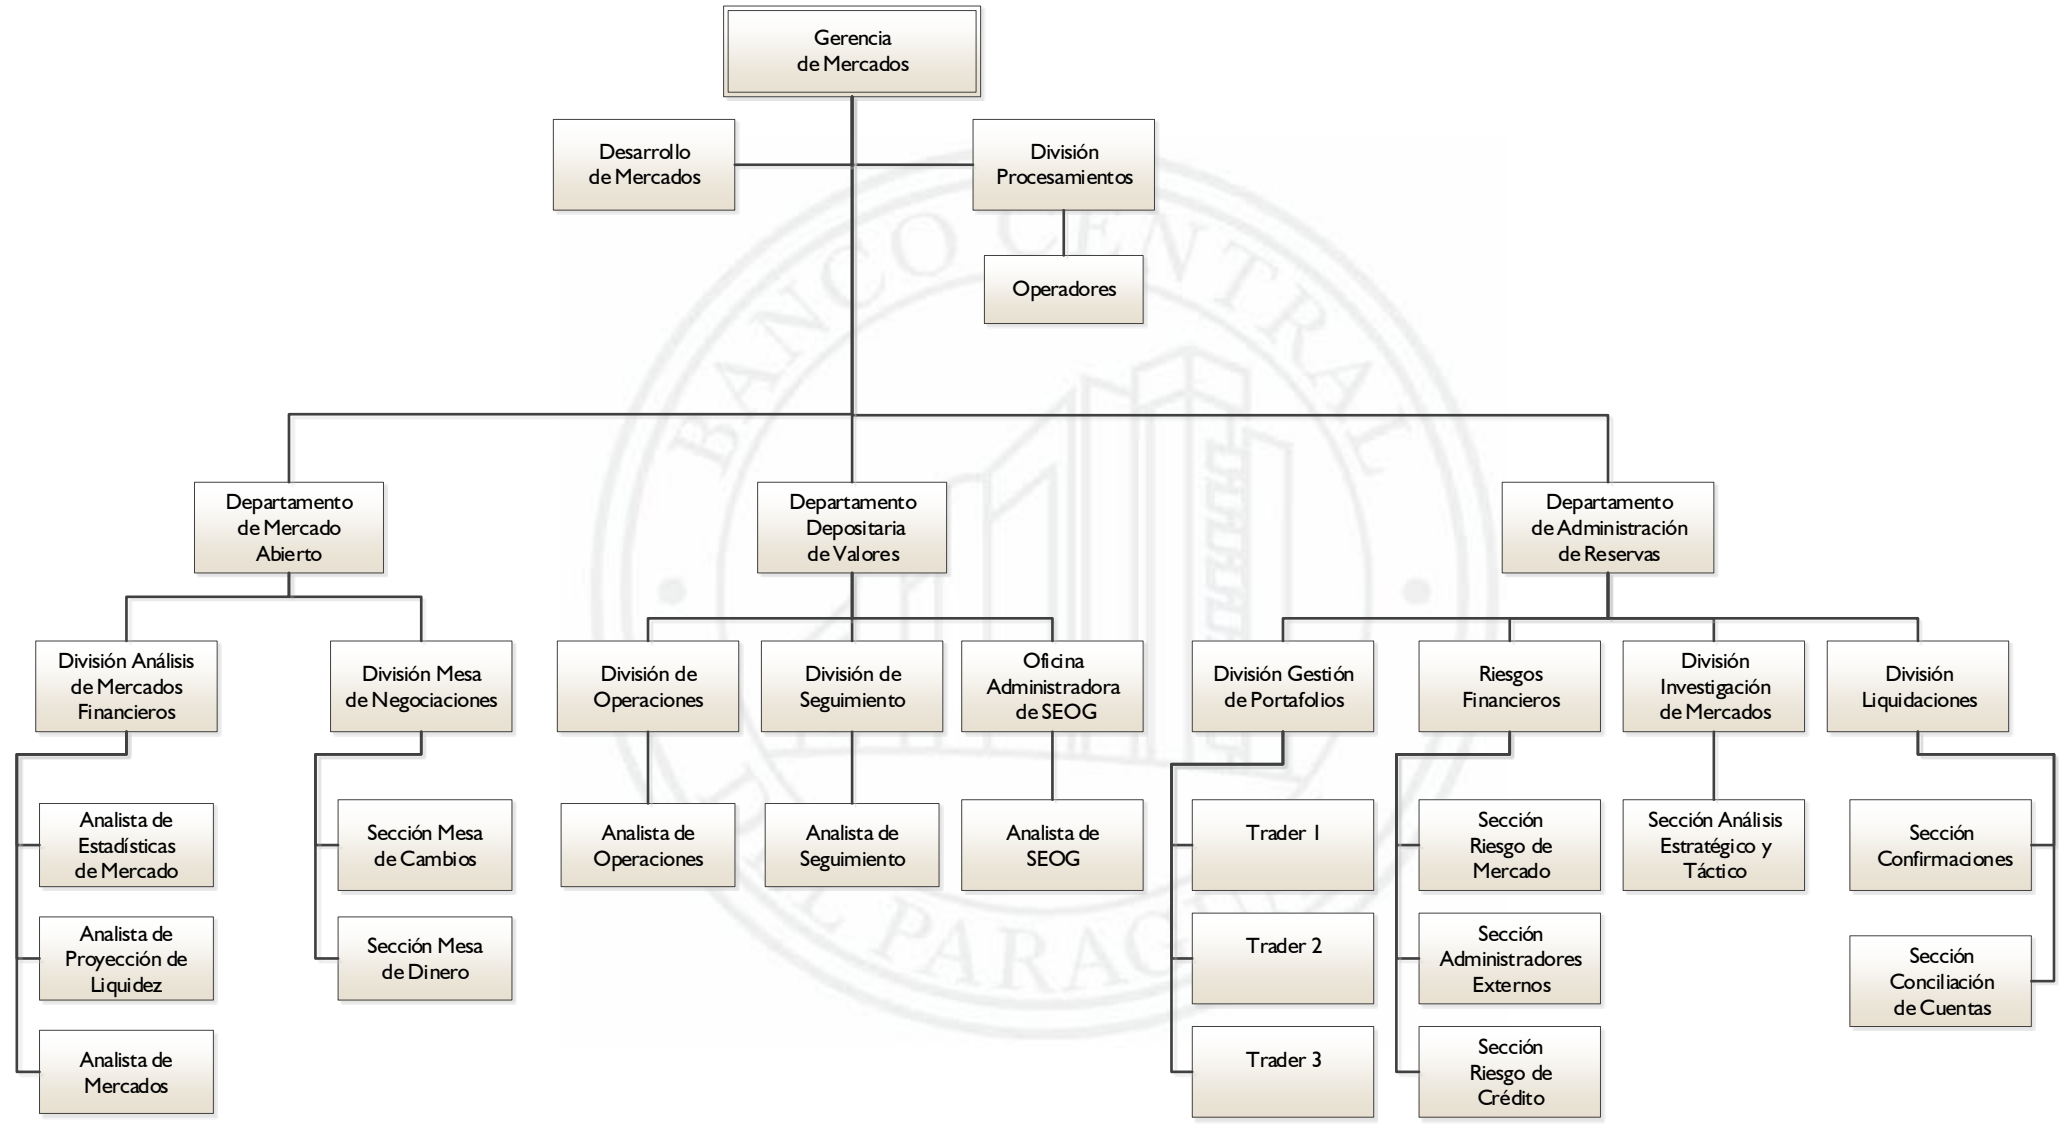 Gerencia
de Mercados
Desarrollo
de Mercados
División
Procesamientos
Operadores
BANCO CENTRAL
DEL PARAGUAY
Departamento
de Mercado
Abierto
Departamento
Depositaria
de Valores
Departamento
de Administración
de Reservas
División Análisis
de Mercados
Financieros
División Mesa
de Negociaciones
División de
Operaciones
División de
Seguimiento
Oficina
Administradora
de SEOG
División Gestión
de Portafolios
Riesgos
Financieros
División
Investigación
de Mercados
División
Liquidaciones
Analista de
Estadísticas
de Mercado
Analista de
Proyección de
Liquidez
Analista de
Mercados
Sección Mesa
de Cambios
Sección Mesa
de Dinero
Analista de
Operaciones
Analista de
Seguimiento
Analista de
SEOG
Trader 1
Trader 2
Trader 3
Sección
Riesgo de
Mercado
Sección
Administradores
Externos
Sección
Riesgo de
Crédito
Sección Análisis
Estratégico y
Táctico
Sección
Confirmaciones
Sección
Conciliación
de Cuentas